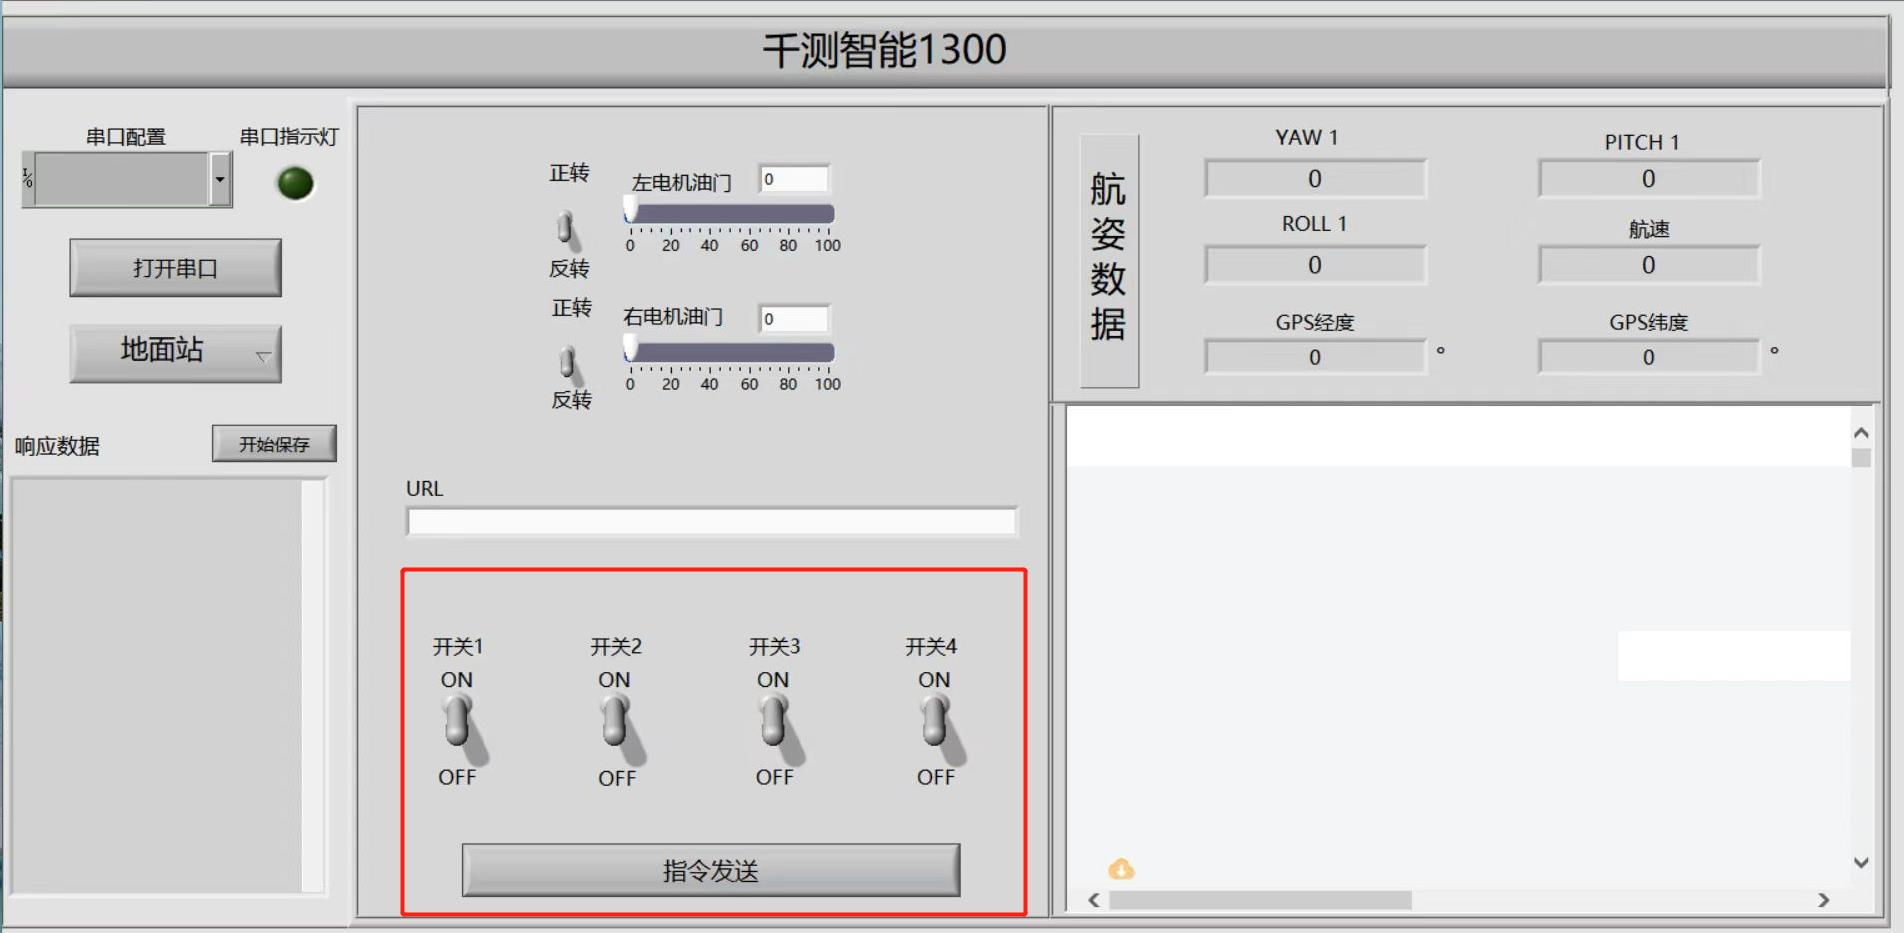 千测智能1300
串口配置
串口指示灯
打开串口
地面站
响应数据
开始保存
正转
左电机油门
0
0 20 40 60 80 100
反转
正转
右电机油门
0
0 20 40 60 80 100
反转
URL
开关1
开关2
开关3
开关4
ON
ON
ON
ON
OFF
OFF
OFF
OFF
指令发送
航姿数据
YAW 1
0
PITCH 1
0
ROLL 1
0
航速
0
GPS经度
0 °
GPS纬度
0 °